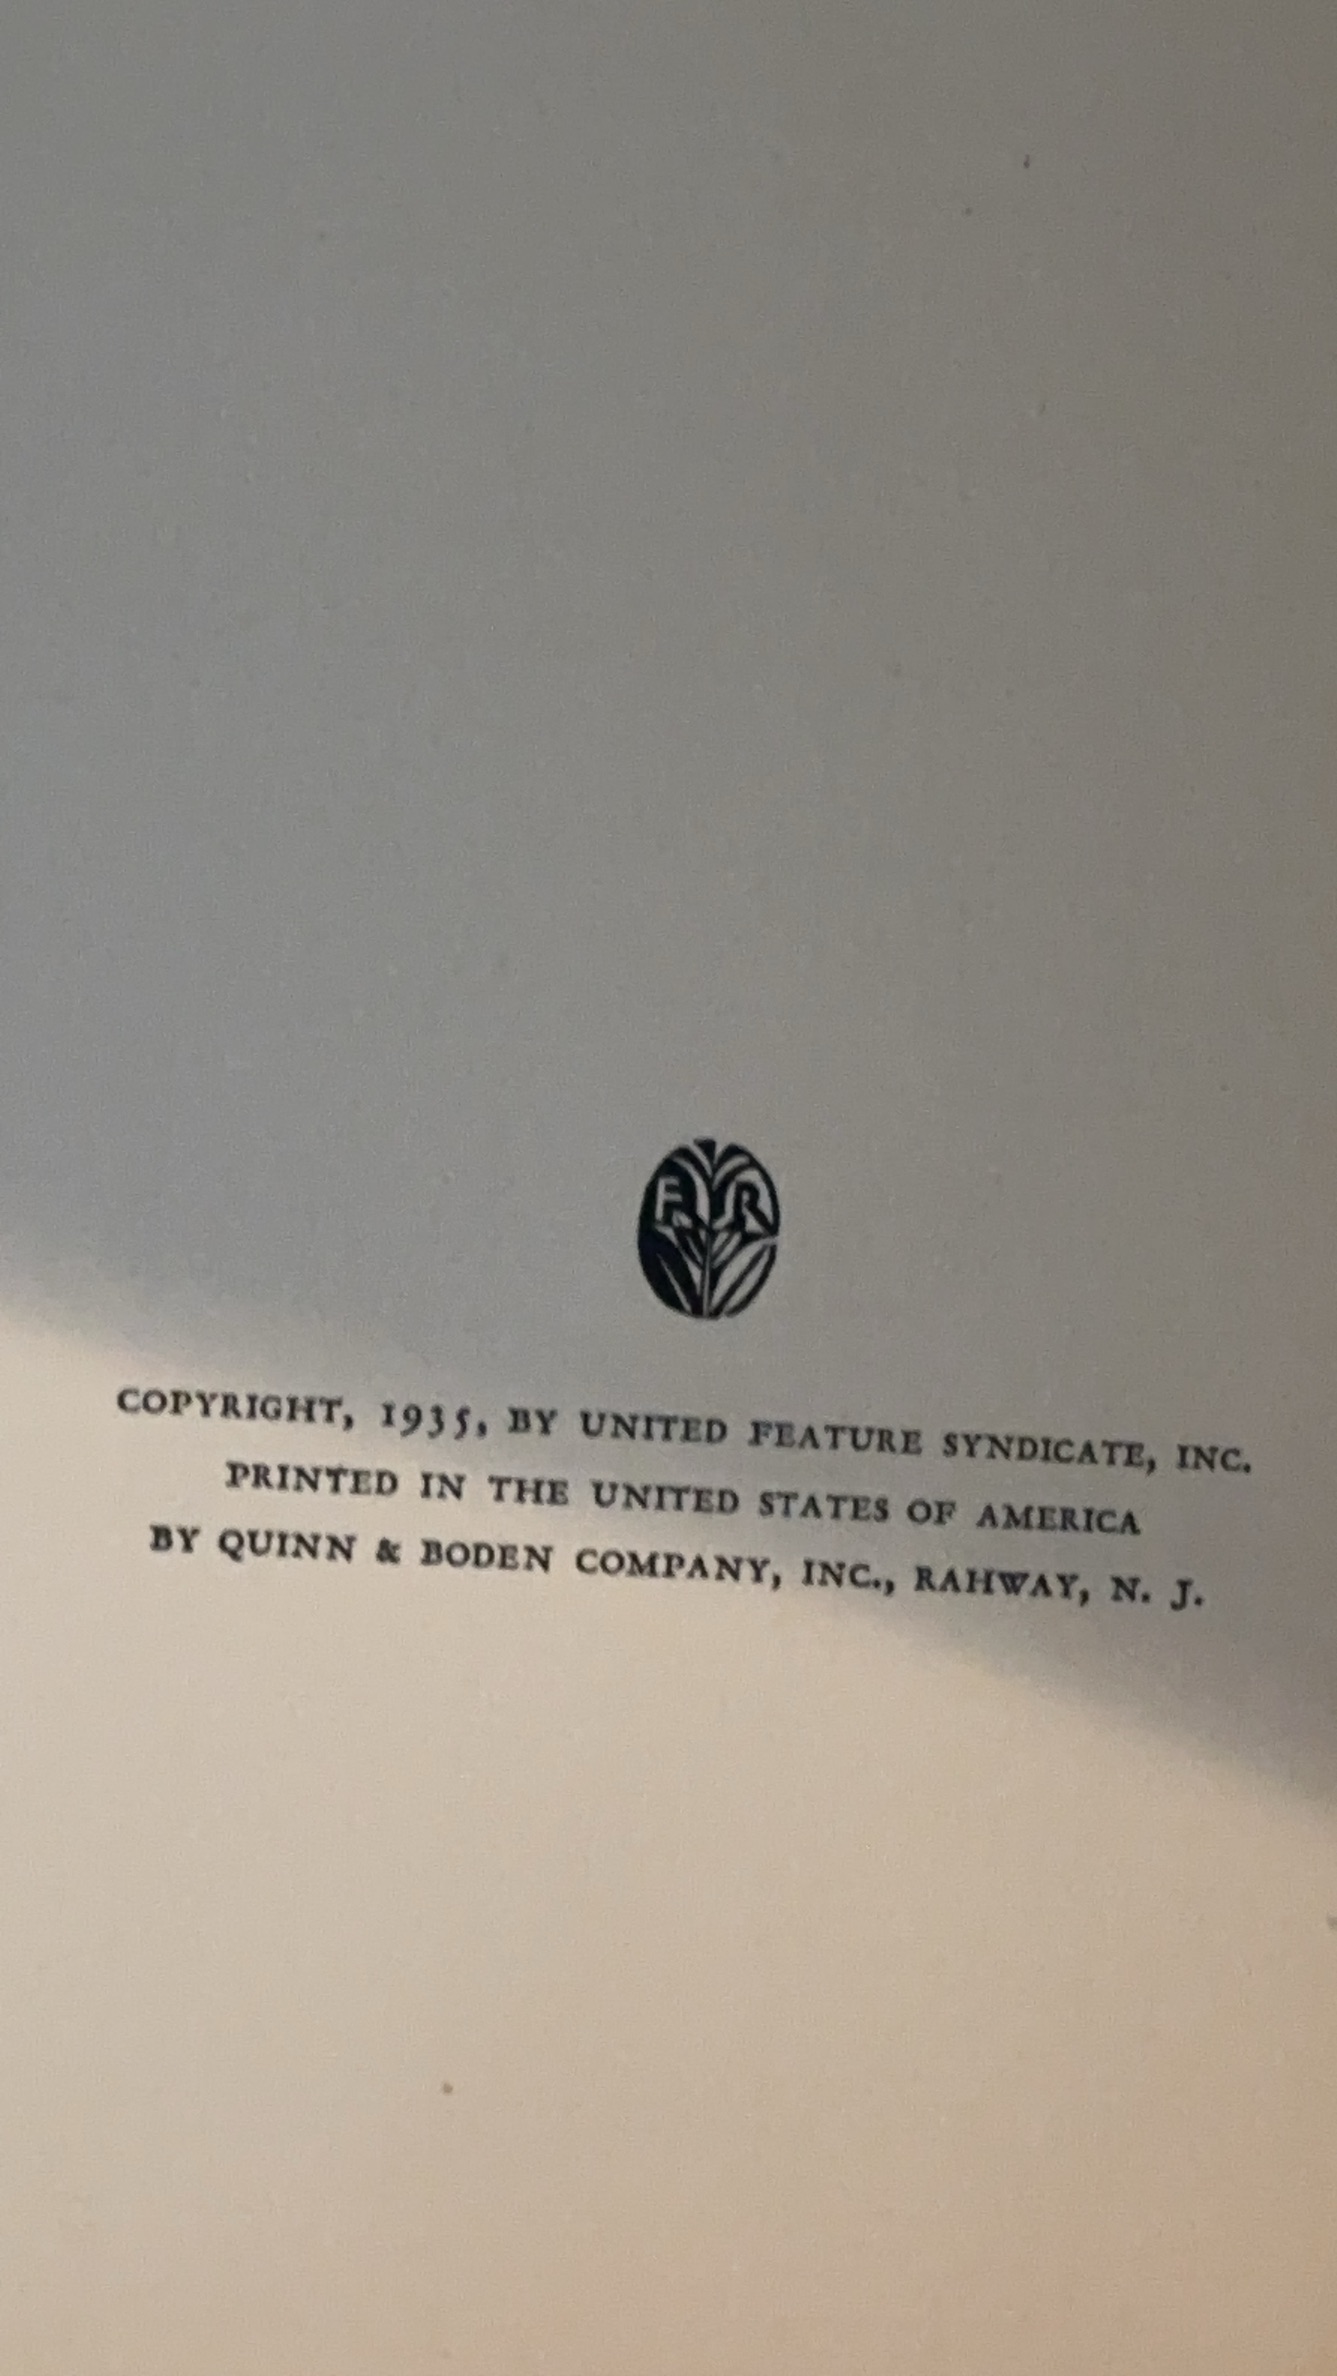 FR
COPYRIGHT, 1935, BY UNITED FEATURE SYNDICATE, INC.
PRINTED IN THE UNITED STATES OF AMERICA
BY QUINN & BODEN COMPANY, INC., RAHWAY, N. J.